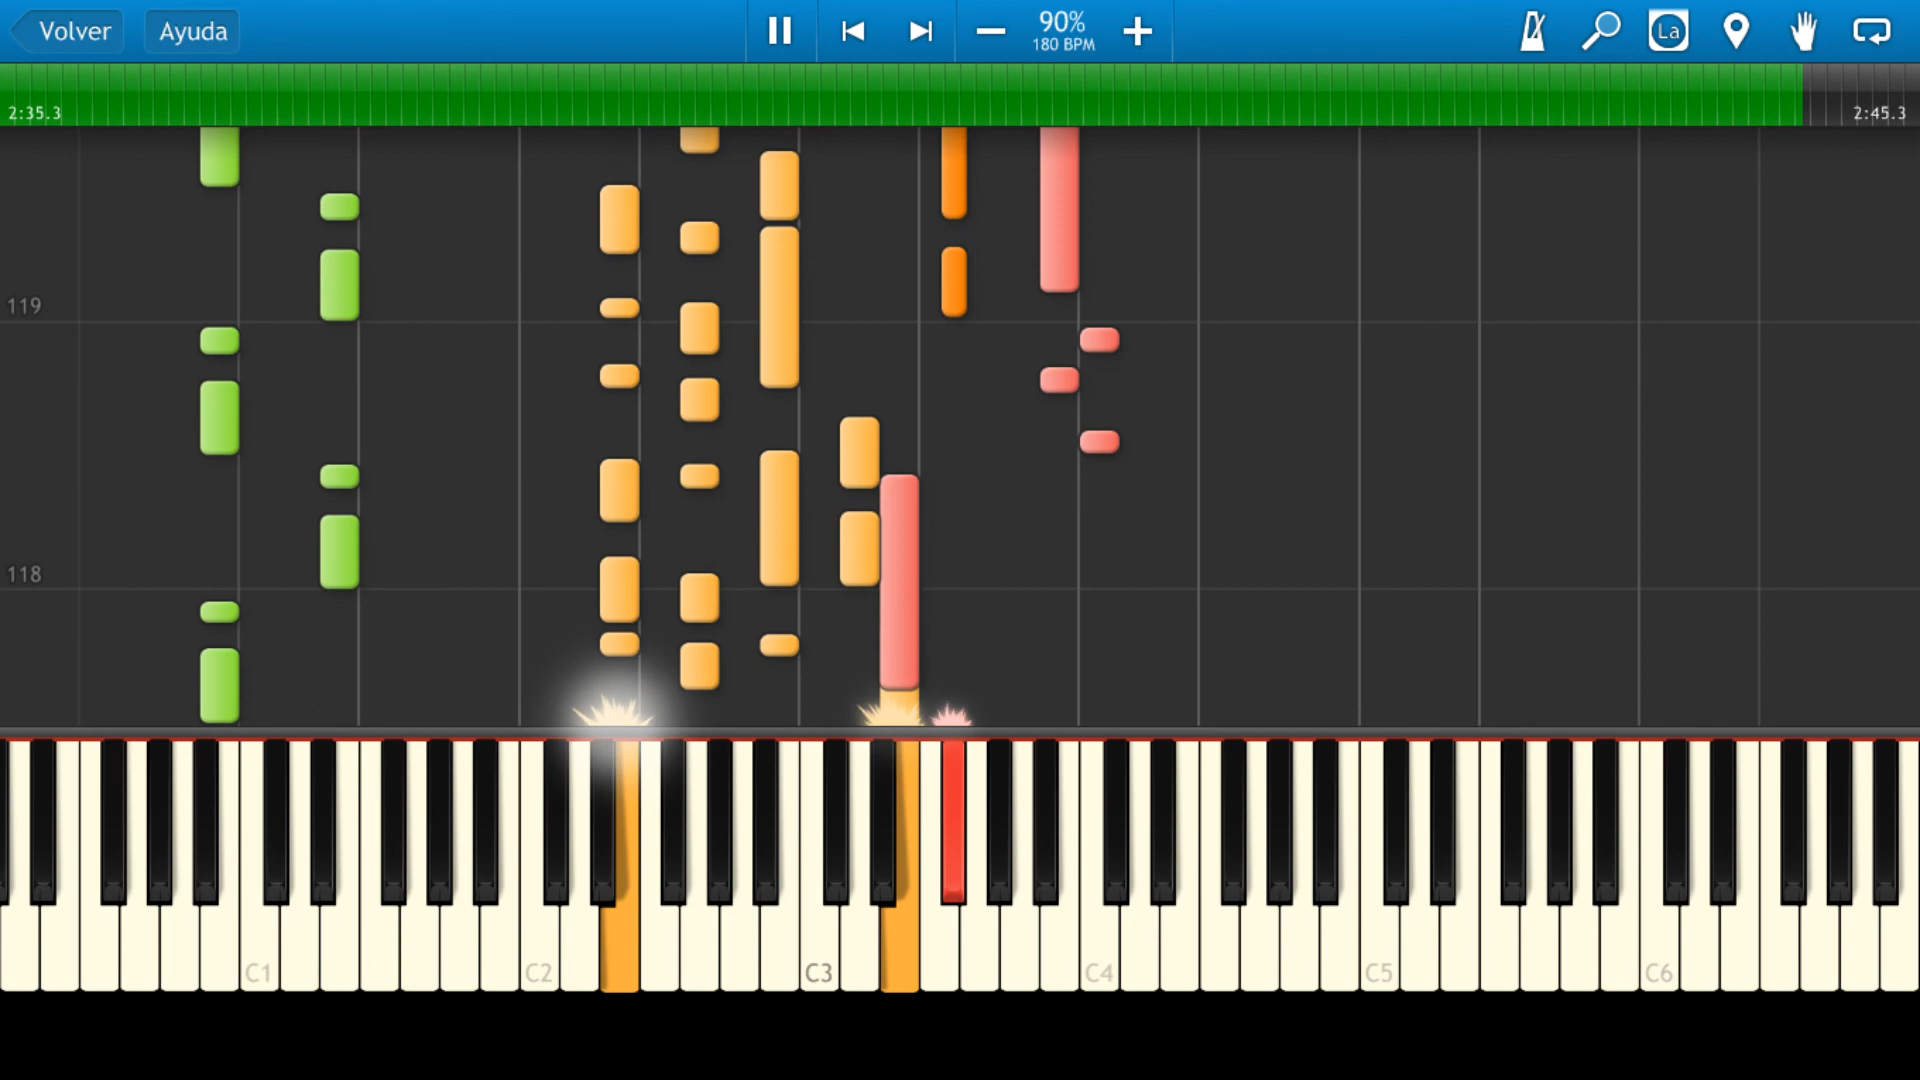 Volver
Ayuda
90%
180 BPM
La
2:35.3
2:45.3
119
118
C1
C2
C3
C4
C5
C6